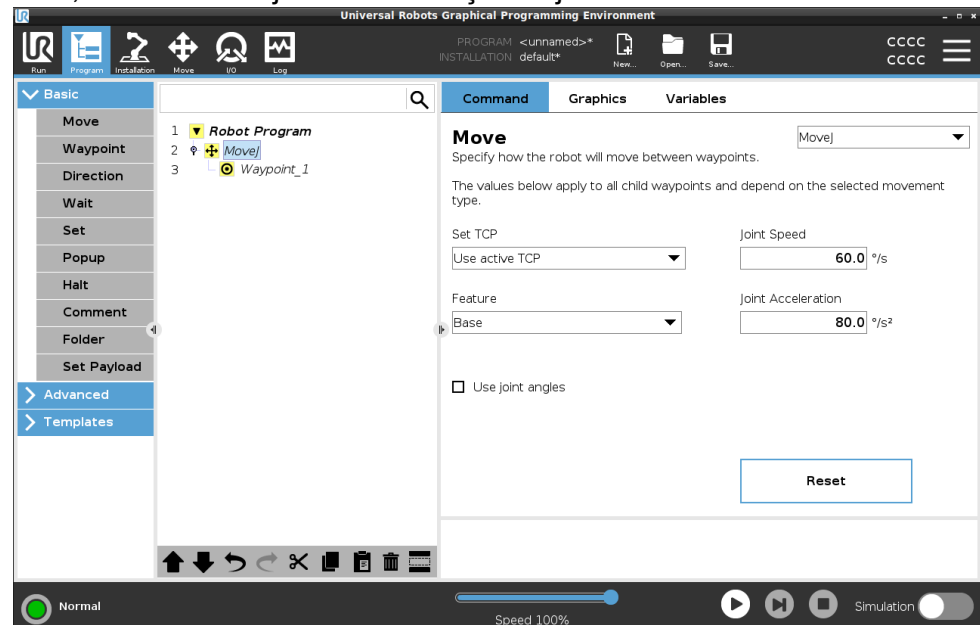 Universal Robots Graphical Programming Environment
PROGRAM <unnamed>*
INSTALLATION default*
Run Program Installation Move I/O Log
New... Open... Save...
CCCC
CCCC
Basic
Move
Waypoint
Direction
Wait
Set
Popup
Halt
Comment
Folder
Set Payload
Advanced
Templates
1 Robot Program
2 MoveJ
3 Waypoint_1
Command Graphics Variables
Move
MoveJ
Specify how the robot will move between waypoints.
The values below apply to all child waypoints and depend on the selected movement
type.
Set TCP
Joint Speed
Use active TCP
60.0 °/s
Feature
Joint Acceleration
Base
80.0 °/s²
Use joint angles
Reset
Normal
Speed 100%
Simulation